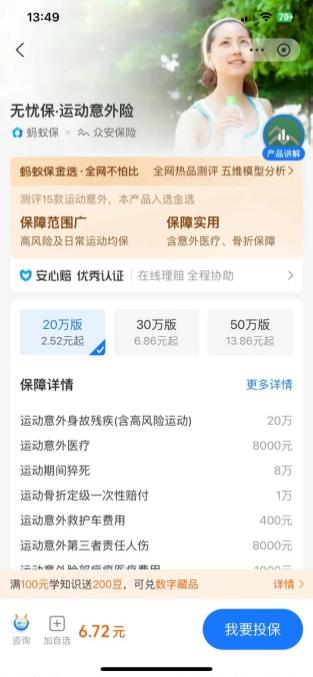 13:49
79
无忧保·运动意外险
蚂蚁保 × 众安保险
产品讲解
蚂蚁保金选·全网不怕比 全网热品测评 五维模型分析 >
测评15款运动意外，本产品入选金选
保障范围广 保障实用
高风险及日常运动均保 含意外医疗、骨折保障
安心赔 优秀认证 | 在线理赔 全程协助 >
20万版 30万版 50万版
2.52元起 6.86元起 13.86元起
保障详情 更多详情
运动意外身故残疾(含高风险运动) 20万
运动意外医疗 8000元
运动期间猝死 8万
运动骨折定级一次性赔付 1万
运动意外救护车费用 400元
运动意外第三者责任人伤 8000元
满100元学知识送200豆，可兑数字藏品 详情 >
咨询 加自选 6.72元 我要投保